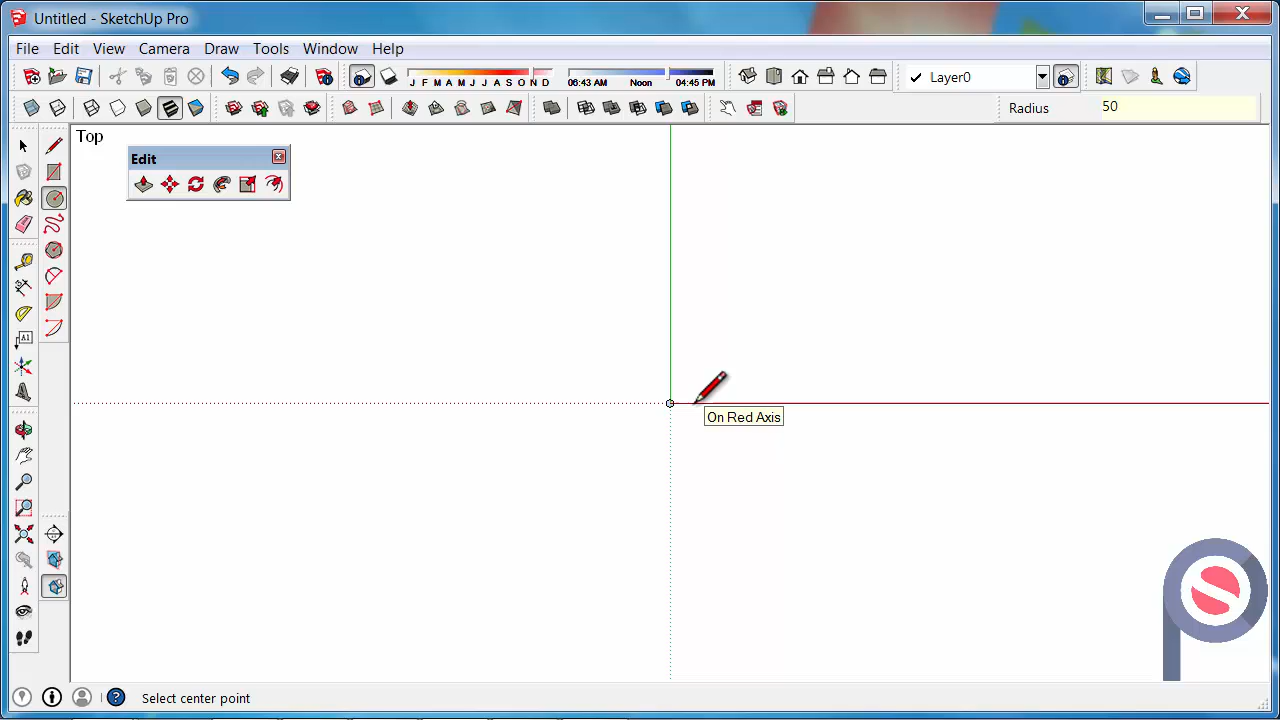 Untitled - SketchUp Pro
File Edit View Camera Draw Tools Window Help
J F M A M J J A S O N D
06:43 AM Noon 04:45 PM
Layer0
Radius 50
Top
Edit
A1
On Red Axis
Select center point